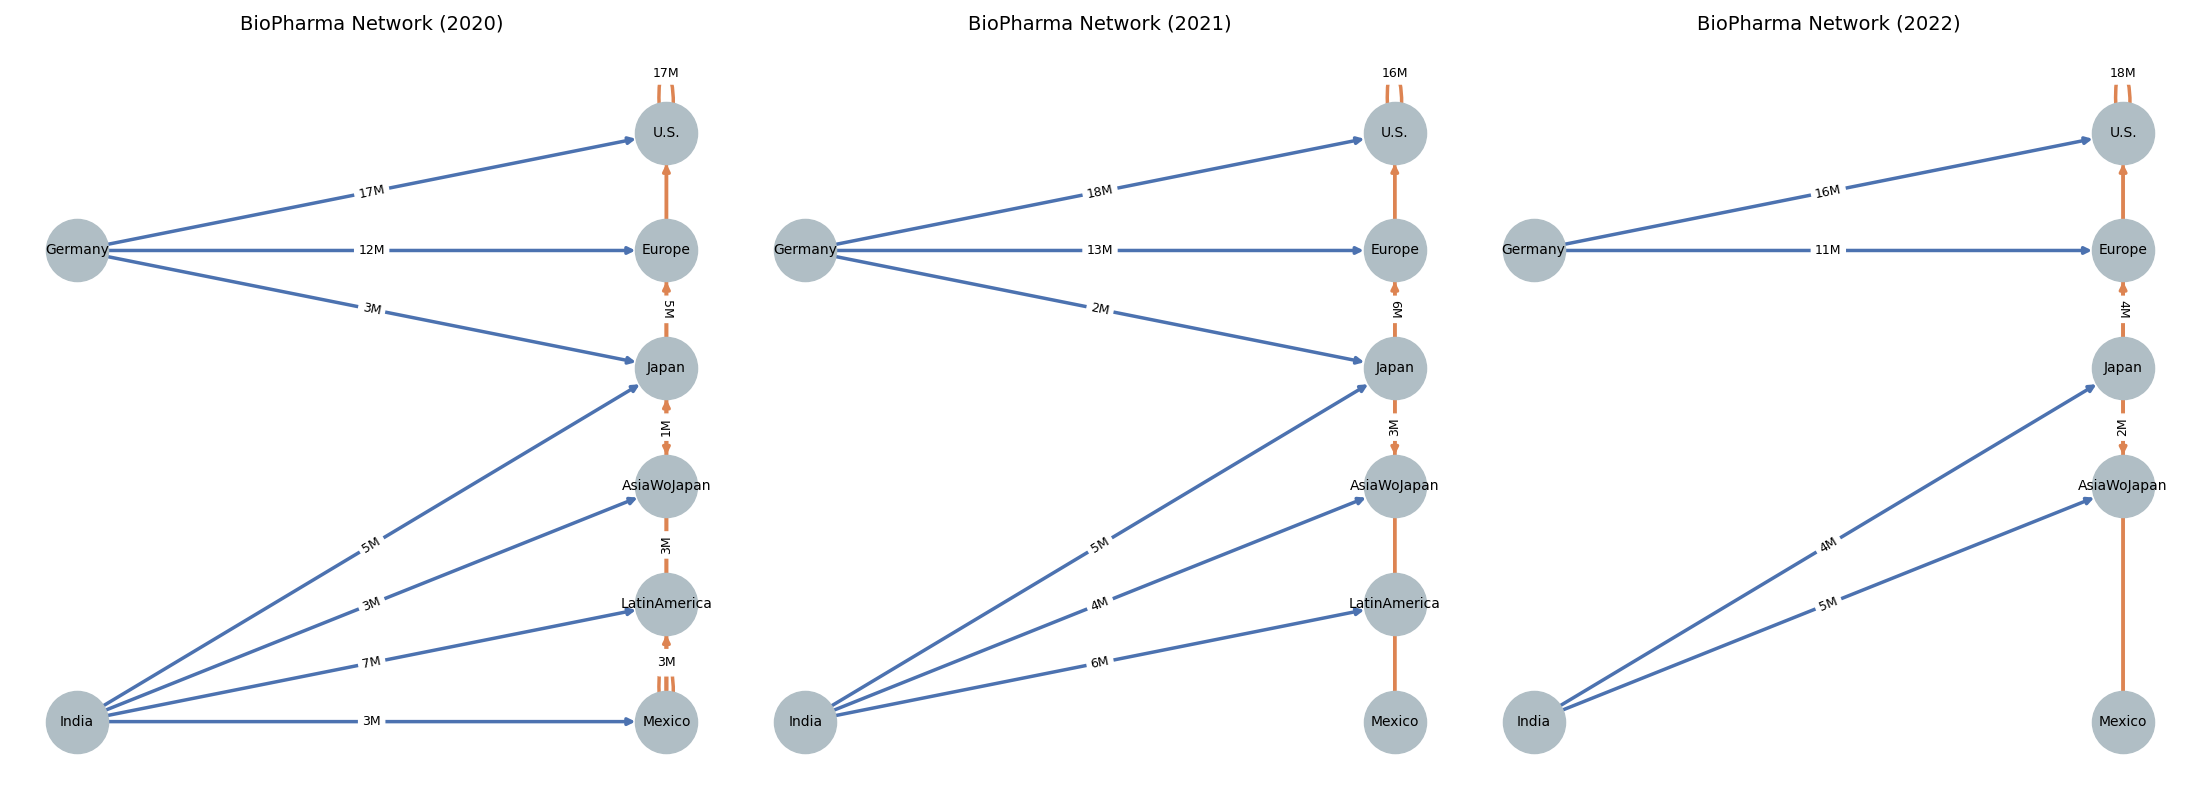 BioPharma Network (2020)
17M
U.S.
17M
Germany
12M
Europe
3M
5M
Japan
1M
AsiaWoJapan
5M
3M
3M
LatinAmerica
7M
3M
India
3M
Mexico
BioPharma Network (2021)
16M
U.S.
18M
Germany
13M
Europe
2M
6M
Japan
3M
AsiaWoJapan
5M
4M
LatinAmerica
6M
India
Mexico
BioPharma Network (2022)
18M
U.S.
16M
Germany
11M
Europe
4M
Japan
2M
AsiaWoJapan
4M
5M
India
Mexico